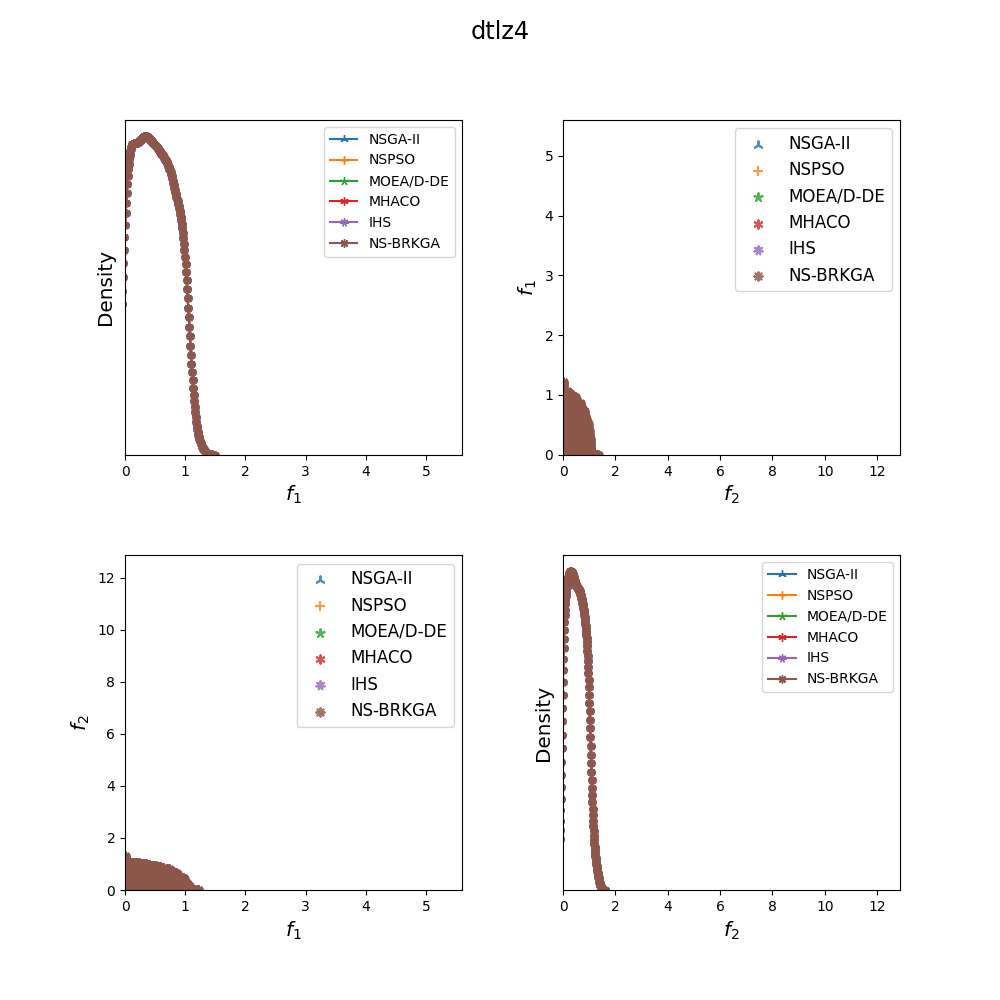 dtlz4
NSGA-II
NSPSO
MOEA/D-DE
MHACO
IHS
NS-BRKGA
Density
0 1 2 3 4 5
f1
NSGA-II
NSPSO
MOEA/D-DE
MHACO
IHS
NS-BRKGA
5
4
3
2
1
0
f1
0 2 4 6 8 10 12
f2
NSGA-II
NSPSO
MOEA/D-DE
MHACO
IHS
NS-BRKGA
12
10
8
6
4
2
0
f2
0 1 2 3 4 5
f1
NSGA-II
NSPSO
MOEA/D-DE
MHACO
IHS
NS-BRKGA
Density
0 2 4 6 8 10 12
f2